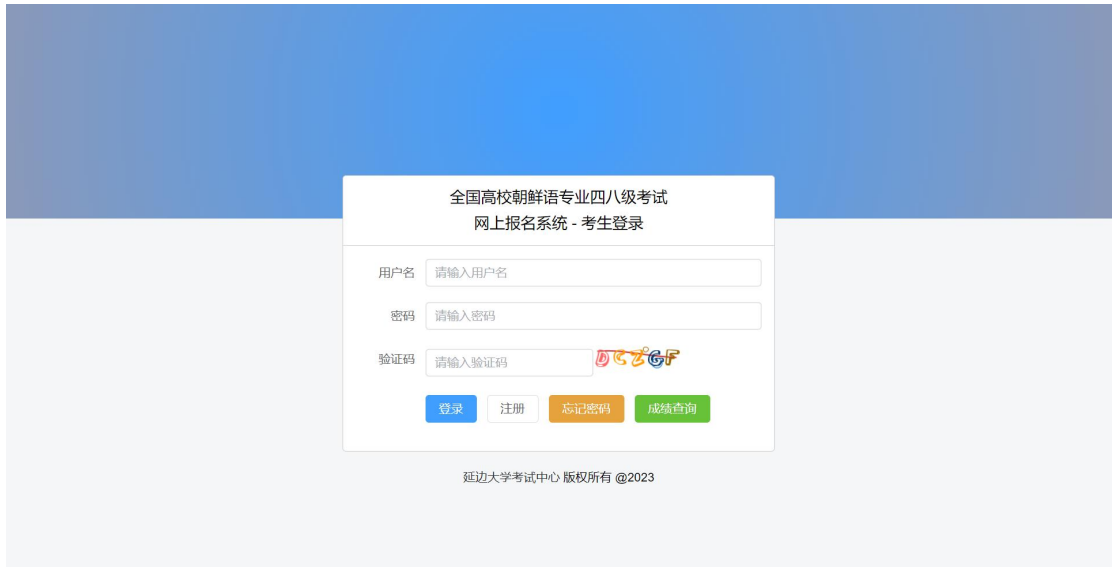 全国高校朝鲜语专业四八级考试
网上报名系统 - 考生登录
用户名 请输入用户名
密码 请输入密码
验证码 请输入验证码 DCZGF
登录 注册 忘记密码 成绩查询
延边大学考试中心 版权所有 @2023